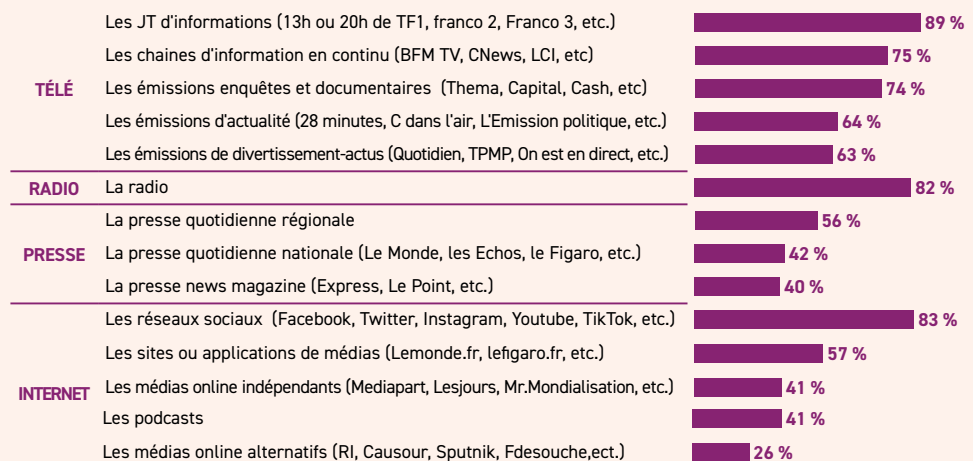 Les JT d'informations (13h ou 20h de TF1, franco 2, Franco 3, etc.) 89 %
Les chaines d'information en continu (BFM TV, CNews, LCI, etc) 75 %
TÉLÉ Les émissions enquêtes et documentaires (Thema, Capital, Cash, etc) 74 %
Les émissions d'actualité (28 minutes, C dans l'air, L'Emission politique, etc.) 64 %
Les émissions de divertissement-actus (Quotidien, TPMP, On est en direct, etc.) 63 %
RADIO La radio 82 %
La presse quotidienne régionale 56 %
PRESSE La presse quotidienne nationale (Le Monde, les Echos, le Figaro, etc.) 42 %
La presse news magazine (Express, Le Point, etc.) 40 %
Les réseaux sociaux (Facebook, Twitter, Instagram, Youtube, TikTok, etc.) 83 %
Les sites ou applications de médias (Lemonde.fr, lefigaro.fr, etc.) 57 %
INTERNET Les médias online indépendants (Mediapart, Lesjours, Mr.Mondialisation, etc.) 41 %
Les podcasts 41 %
Les médias online alternatifs (RI, Causour, Sputnik, Fdesouche,ect.) 26 %